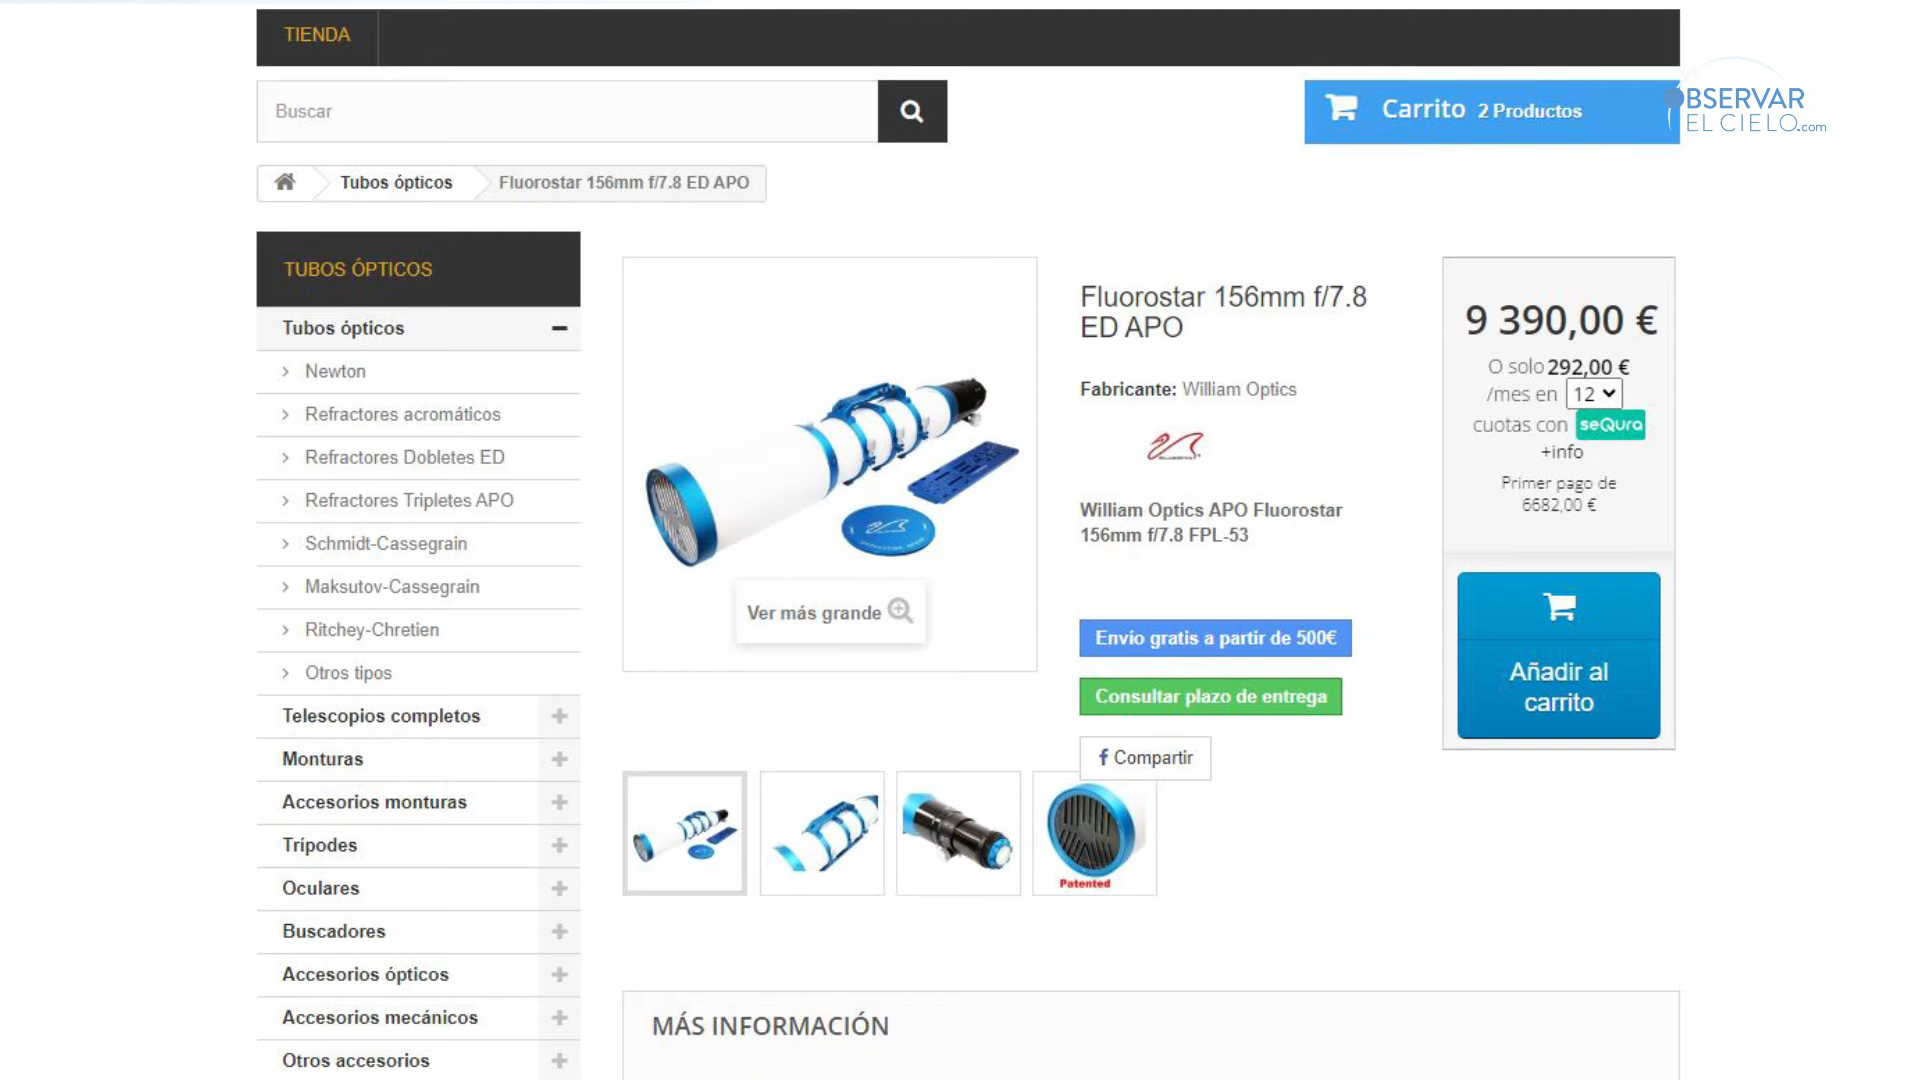 TIENDA
Buscar
Carrito 2 Productos
BSERVAR
EL CIELO.com
Tubos ópticos
Fluorostar 156mm f/7.8 ED APO
TUBOS ÓPTICOS
Tubos ópticos
Newton
Refractores acromáticos
Refractores Dobletes ED
Refractores Tripletes APO
Schmidt-Cassegrain
Maksutov-Cassegrain
Ritchey-Chretien
Otros tipos
Telescopios completos
Monturas
Accesorios monturas
Trípodes
Oculares
Buscadores
Accesorios ópticos
Accesorios mecánicos
Otros accesorios
Ver más grande
Patented
Fluorostar 156mm f/7.8
ED APO
Fabricante: William Optics
William Optics APO Fluorostar
156mm f/7.8 FPL-53
Envío gratis a partir de 500€
Consultar plazo de entrega
Compartir
9 390,00 €
O solo 292,00 €
/mes en 12
cuotas con seQura
+info
Primer pago de
6682,00 €
Añadir al
carrito
MÁS INFORMACIÓN